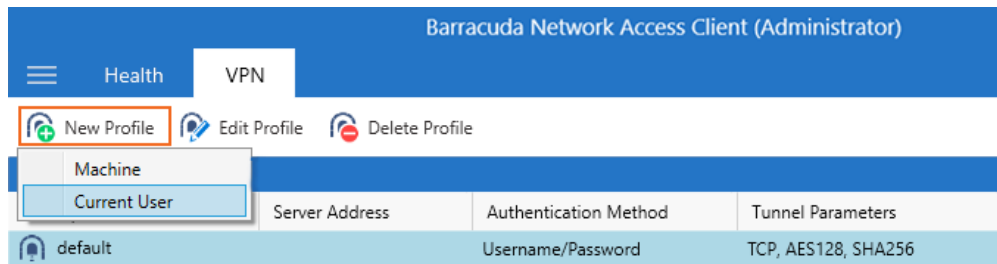 Barracuda Network Access Client (Administrator)
Health VPN
New Profile Edit Profile Delete Profile
Machine
Current User
Server Address Authentication Method Tunnel Parameters
default Username/Password TCP, AES128, SHA256